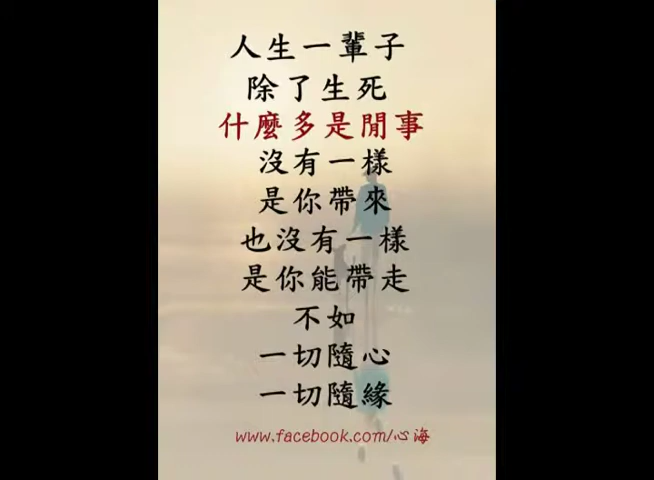 人生一輩子
除了生死
什麼多是閒事
沒有一樣
是你帶來
也沒有一樣
是你能帶走
不如
一切隨心
一切隨緣
www.facebook.com/心海